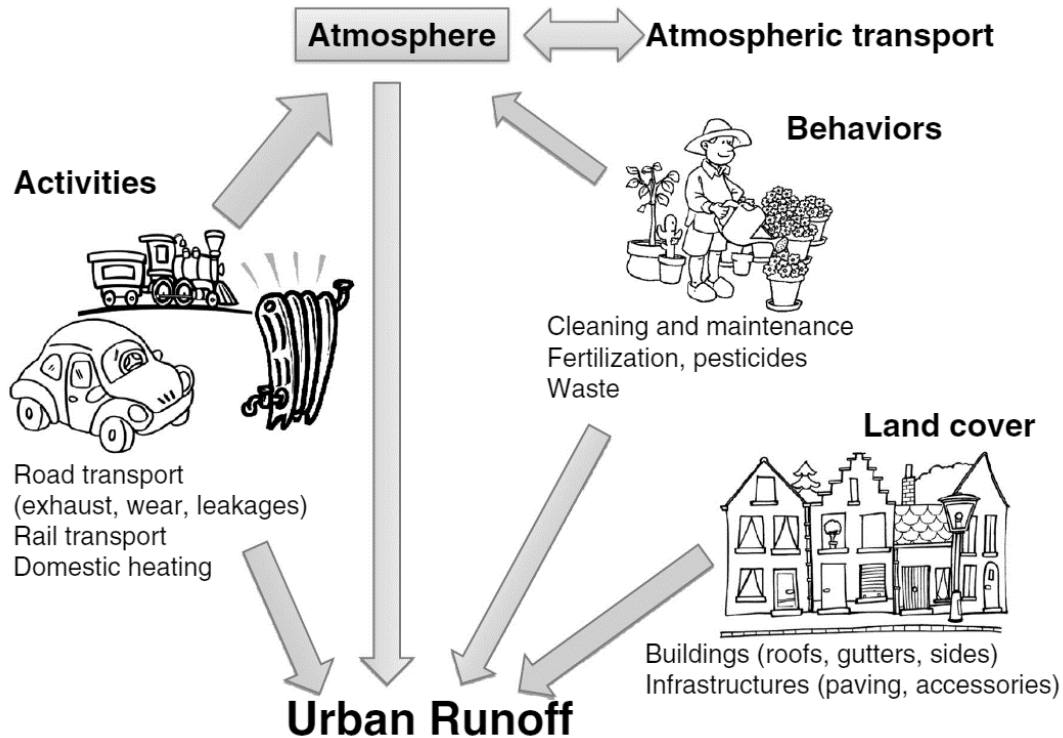 Atmosphere
Atmospheric transport
Behaviors
Activities
Cleaning and maintenance
Fertilization, pesticides
Waste
Land cover
Road transport
(exhaust, wear, leakages)
Rail transport
Domestic heating
Buildings (roofs, gutters, sides)
Infrastructures (paving, accessories)
Urban Runoff